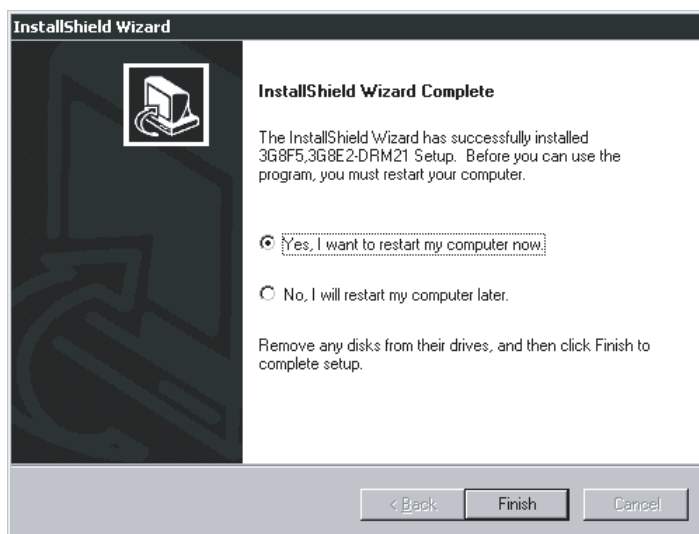 InstallShield Wizard
InstallShield Wizard Complete
The InstallShield Wizard has successfully installed
3G8F5,3G8E2-DRM21 Setup.  Before you can use the
program, you must restart your computer.
Yes, I want to restart my computer now.
No, I will restart my computer later.
Remove any disks from their drives, and then click Finish to
complete setup.
< Back
Finish
Cancel